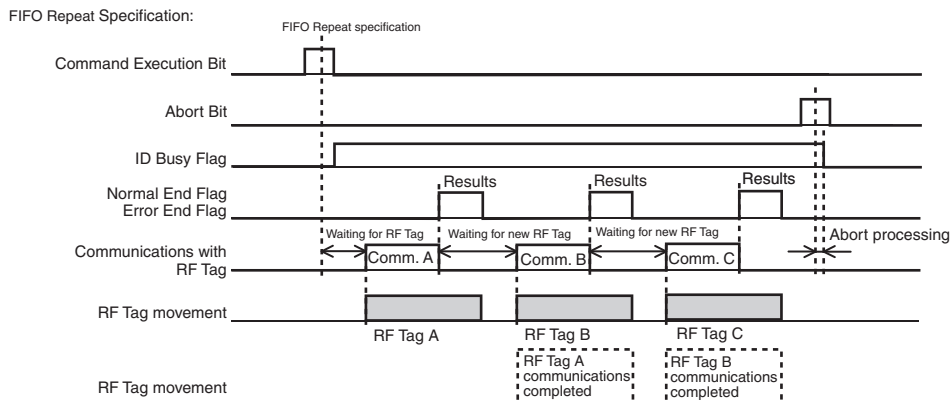 FIFO Repeat Specification:
FIFO Repeat specification
Command Execution Bit
Abort Bit
ID Busy Flag
Normal End Flag
Error End Flag
Results
Results
Results
Communications with
RF Tag
Waiting for RF Tag
Waiting for new RF Tag
Waiting for new RF Tag
Comm. A
Comm. B
Comm. C
Abort processing
RF Tag movement
RF Tag A
RF Tag B
RF Tag C
RF Tag movement
RF Tag A
communications
completed
RF Tag B
communications
completed